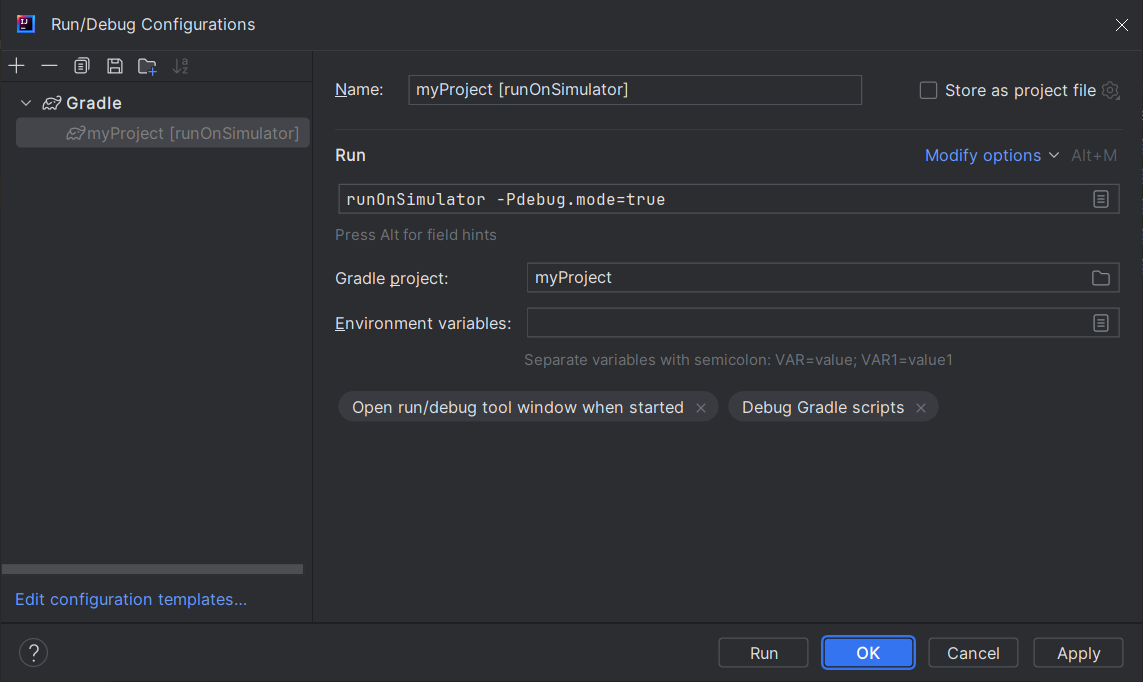 Run/Debug Configurations
Gradle
myProject [runOnSimulator]
Edit configuration templates...
Name: myProject [runOnSimulator] Store as project file
Run Modify options Alt+M
runOnSimulator -Pdebug.mode=true
Press Alt for field hints
Gradle project: myProject
Environment variables:
Separate variables with semicolon: VAR=value; VAR1=value1
Open run/debug tool window when started Debug Gradle scripts
? Run OK Cancel Apply